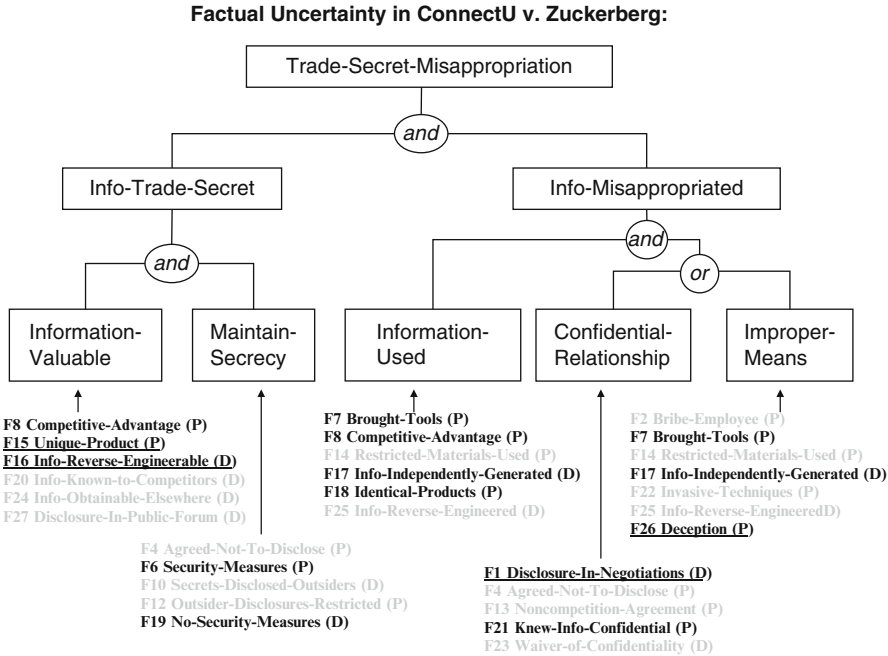 Factual Uncertainty in ConnectU v. Zuckerberg:
Trade-Secret-Misappropriation
and
Info-Trade-Secret
Info-Misappropriated
and
and
or
Information-
Valuable
Maintain-
Secrecy
Information-
Used
Confidential-
Relationship
Improper-
Means
F8 Competitive-Advantage (P)
F15 Unique-Product (P)
F16 Info-Reverse-Engineerable (D)
F20 Info-Known-to-Competitors (D)
F24 Info-Obtainable-Elsewhere (D)
F27 Disclosure-In-Public-Forum (D)
F4 Agreed-Not-To-Disclose (P)
F6 Security-Measures (P)
F10 Secrets-Disclosed-Outsiders (D)
F12 Outsider-Disclosures-Restricted (P)
F19 No-Security-Measures (D)
F7 Brought-Tools (P)
F8 Competitive-Advantage (P)
F14 Restricted-Materials-Used (P)
F17 Info-Independently-Generated (D)
F18 Identical-Products (P)
F25 Info-Reverse-Engineered (D)
F1 Disclosure-In-Negotiations (D)
F4 Agreed-Not-To-Disclose (P)
F13 Noncompetition-Agreement (P)
F21 Knew-Info-Confidential (P)
F23 Waiver-of-Confidentiality (D)
F2 Bribe-Employee (P)
F7 Brought-Tools (P)
F14 Restricted-Materials-Used (P)
F17 Info-Independently-Generated (D)
F22 Invasive-Techniques (P)
F25 Info-Reverse-EngineeredD)
F26 Deception (P)